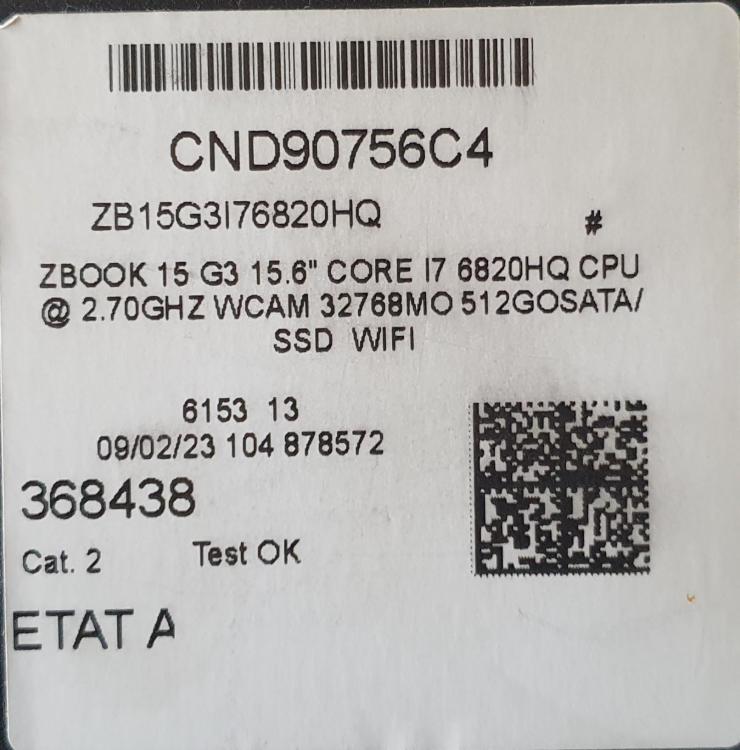 CND90756C4
ZB15G3I76820HQ #
ZBOOK 15 G3 15.6" CORE I7 6820HQ CPU
@ 2.70GHZ WCAM 32768MO 512GOSATA/
SSD WIFI
6153 13
09/02/23 104 878572
368438
Cat. 2 Test OK
ETAT A